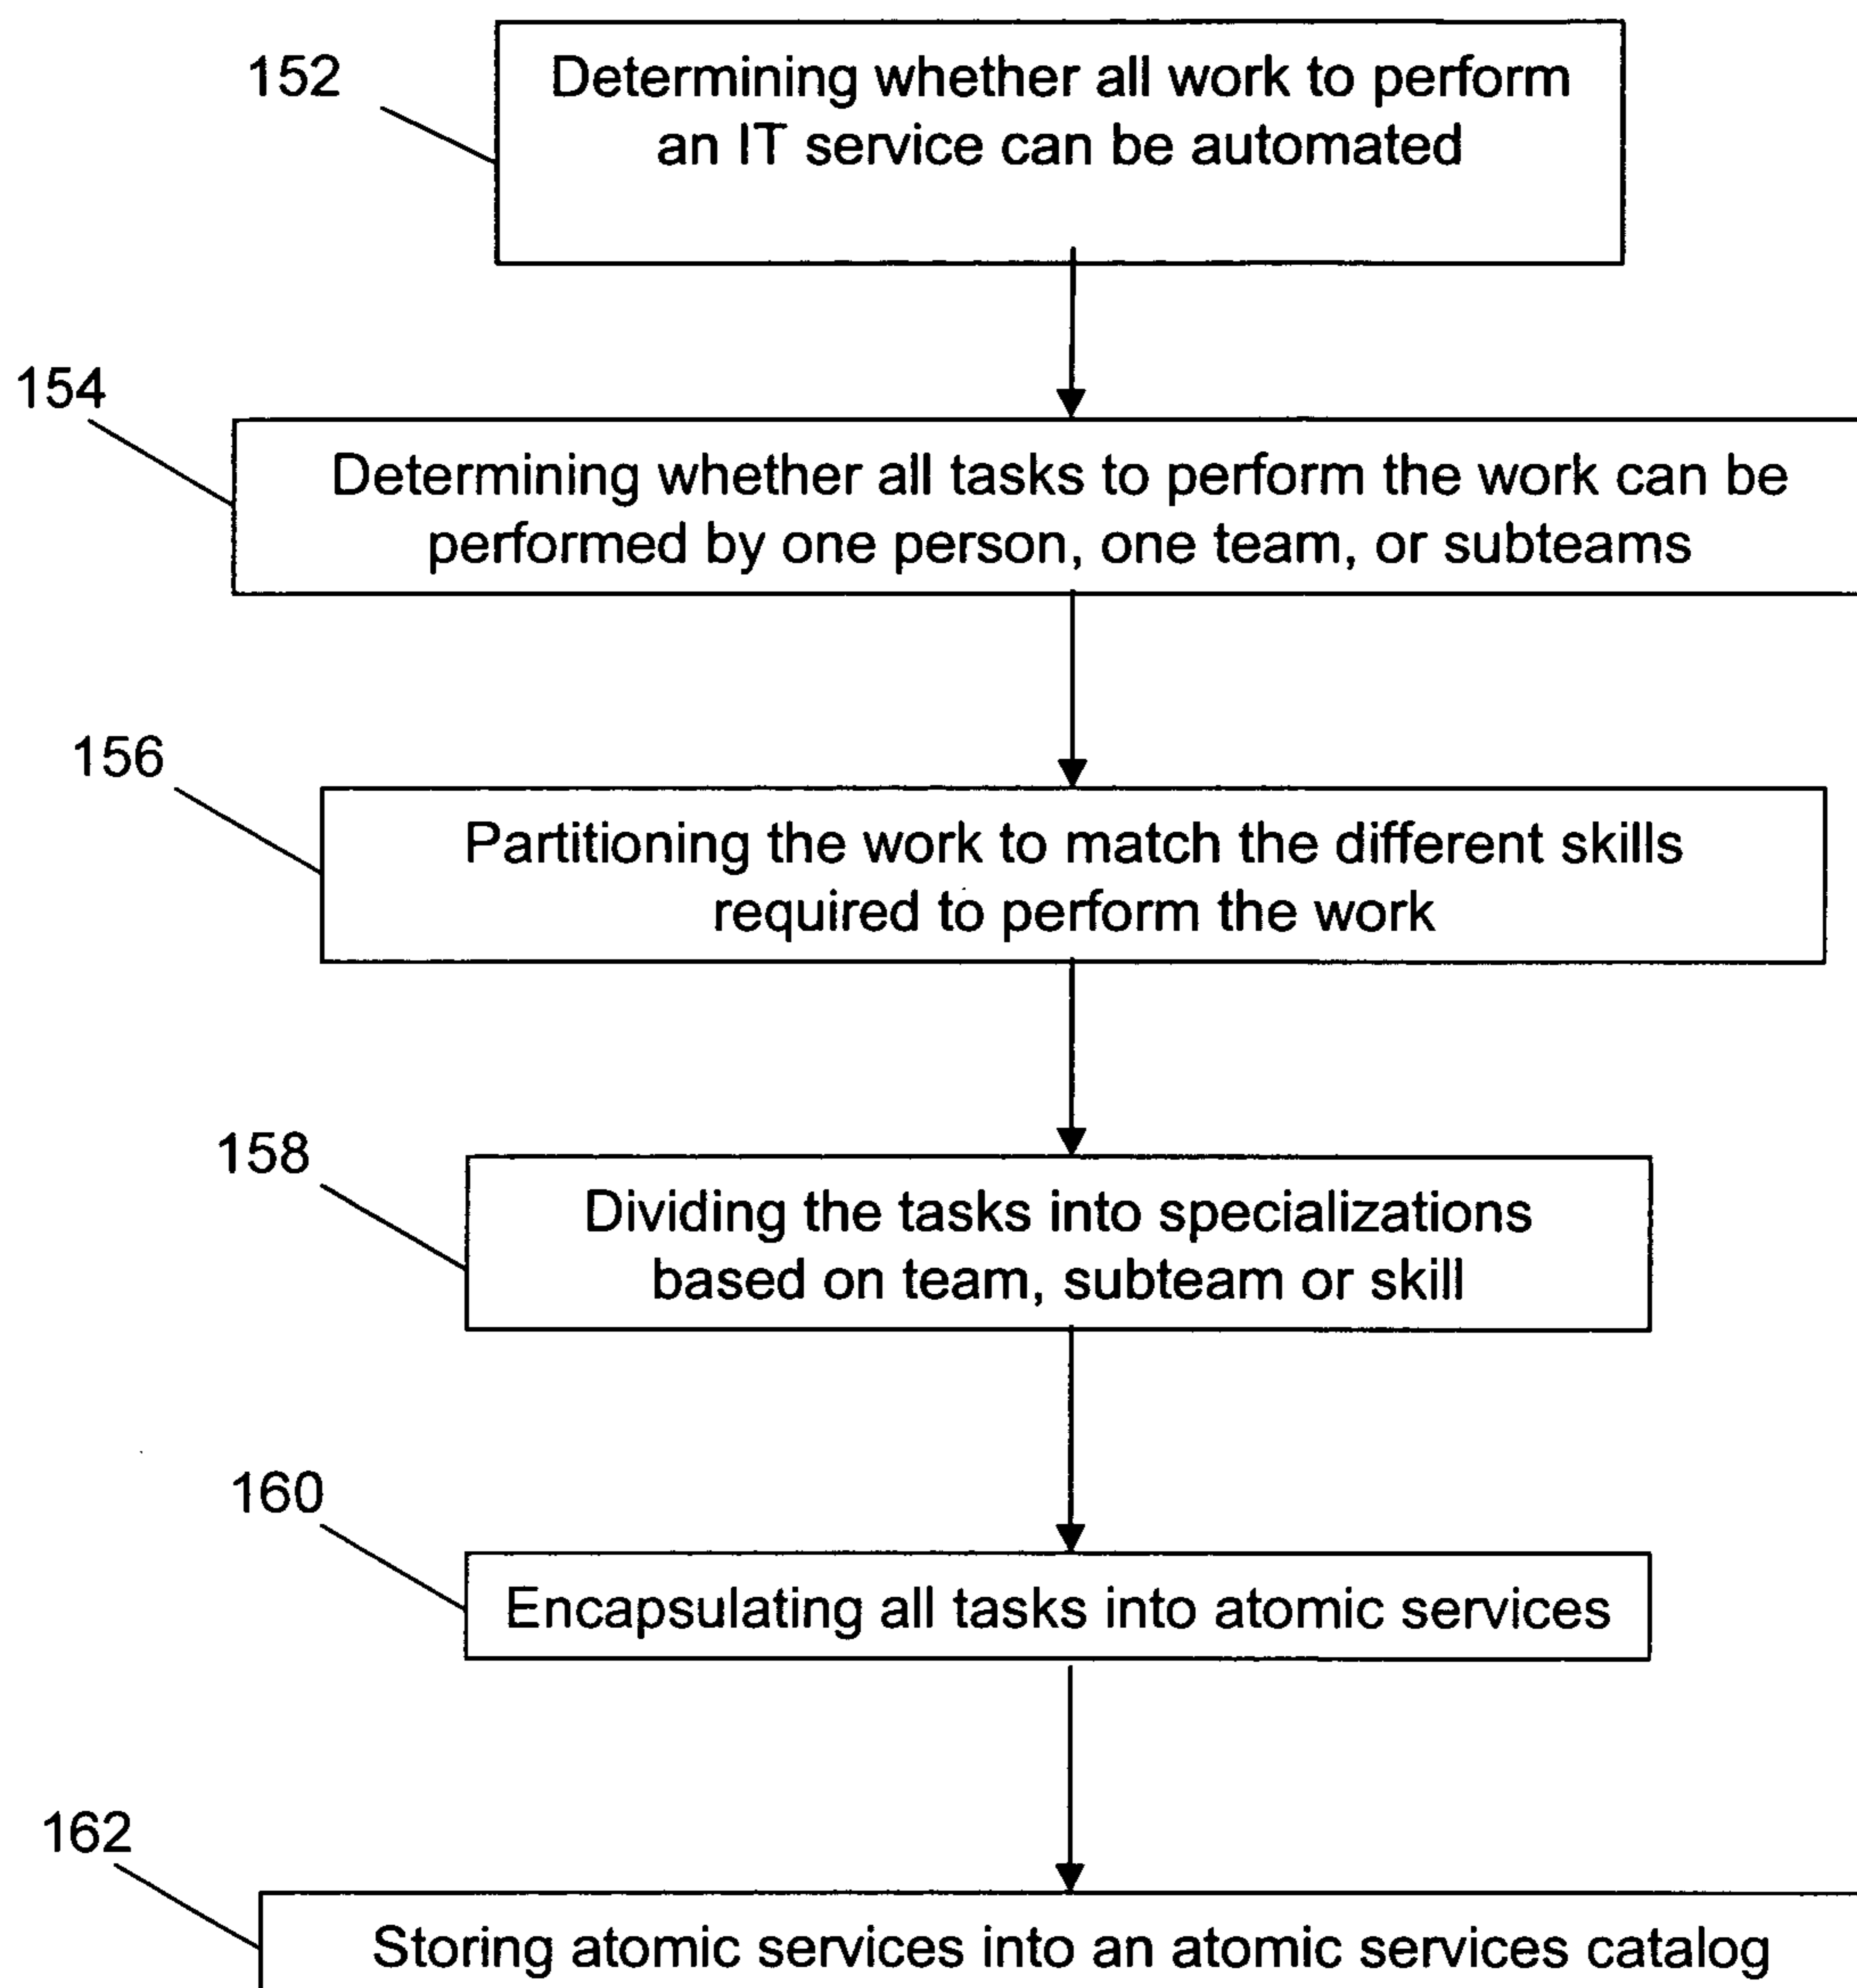 152
Determining whether all work to perform
an IT service can be automated
154
Determining whether all tasks to perform the work can be
performed by one person, one team, or subteams
156
Partitioning the work to match the different skills
required to perform the work
158
Dividing the tasks into specializations
based on team, subteam or skill
160
Encapsulating all tasks into atomic services
162
Storing atomic services into an atomic services catalog